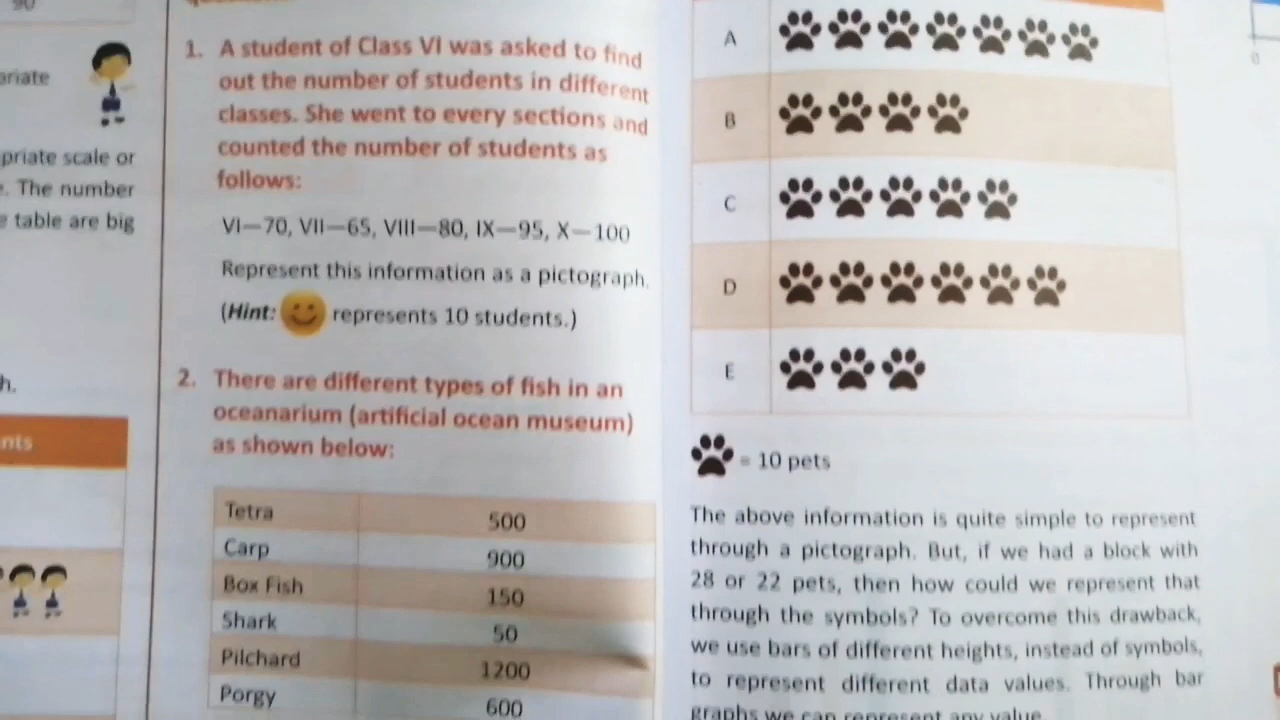 90
priate scale or
. The number
table are big
h.
nts
1. A student of Class VI was asked to find
out the number of students in different
classes. She went to every sections and
counted the number of students as
follows:
VI—70, VII—65, VIII—80, IX—95, X—100
Represent this information as a pictograph.
(Hint: represents 10 students.)
2. There are different types of fish in an
oceanarium (artificial ocean museum)
as shown below:
Tetra 500
Carp 900
Box Fish 150
Shark 50
Pilchard 1200
Porgy 600
A
B
C
D
E
= 10 pets
The above information is quite simple to represent
through a pictograph. But, if we had a block with
28 or 22 pets, then how could we represent that
through the symbols? To overcome this drawback,
we use bars of different heights, instead of symbols,
to represent different data values. Through bar
graphs we can represent any value